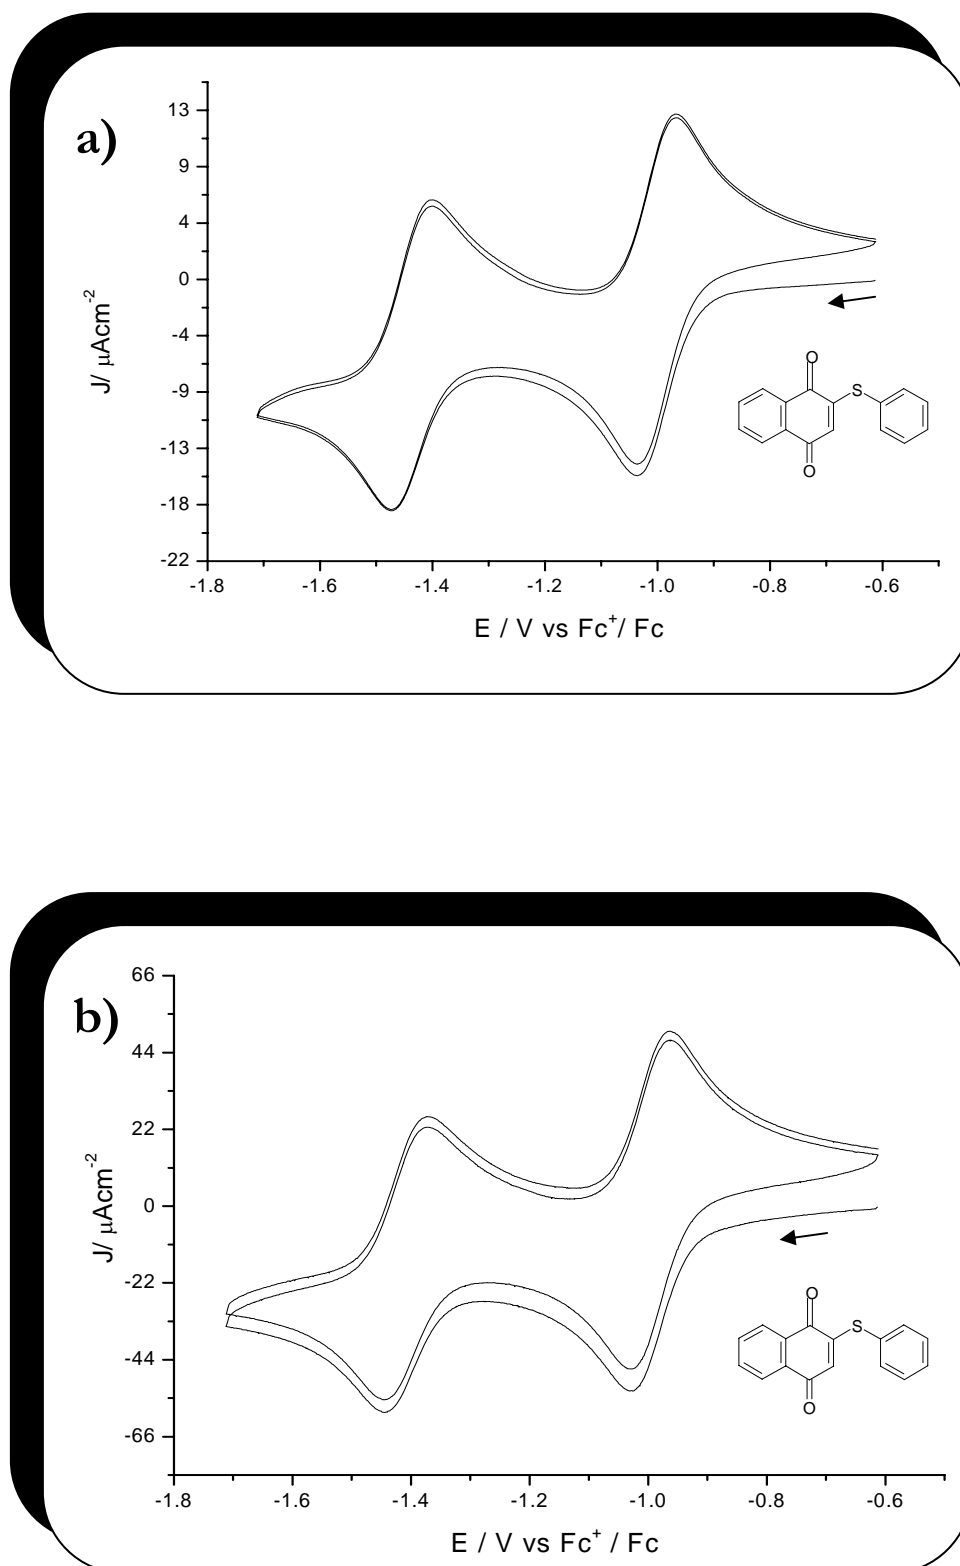 a)
13
9
4
0
-4
-9
-13
-18
-22
J/ μAcm⁻²
-1.8 -1.6 -1.4 -1.2 -1.0 -0.8 -0.6
E / V vs Fc⁺/ Fc
O
S
O
b)
66
44
22
0
-22
-44
-66
J/ μAcm⁻²
-1.8 -1.6 -1.4 -1.2 -1.0 -0.8 -0.6
E / V vs Fc⁺ / Fc
O
S
O